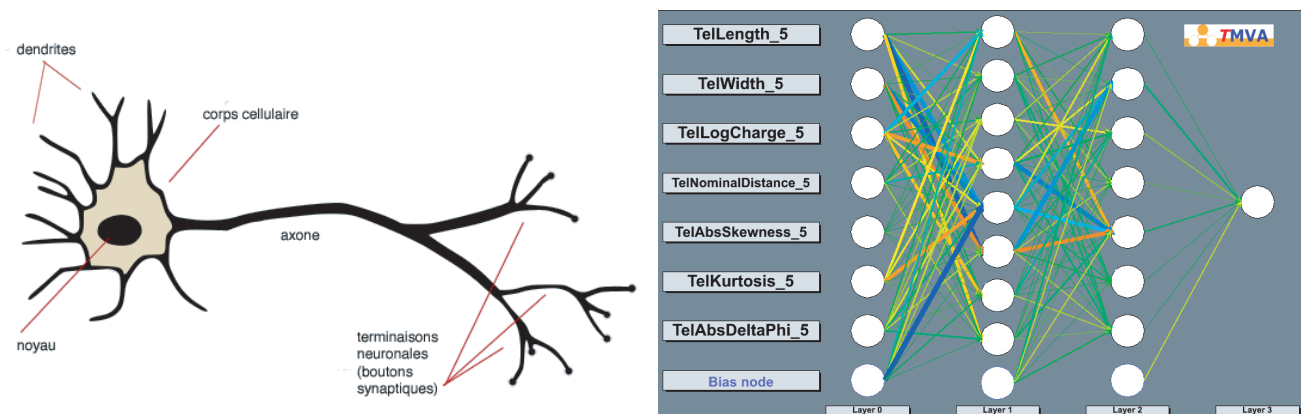 dendrites
corps cellulaire
axone
noyau
terminaisons
neuronales
(boutons
synaptiques)
TelLength_5
TelWidth_5
TelLogCharge_5
TelNominalDistance_5
TelAbsSkewness_5
TelKurtosis_5
TelAbsDeltaPhi_5
Bias node
TMVA
Layer 0
Layer 1
Layer 2
Layer 3